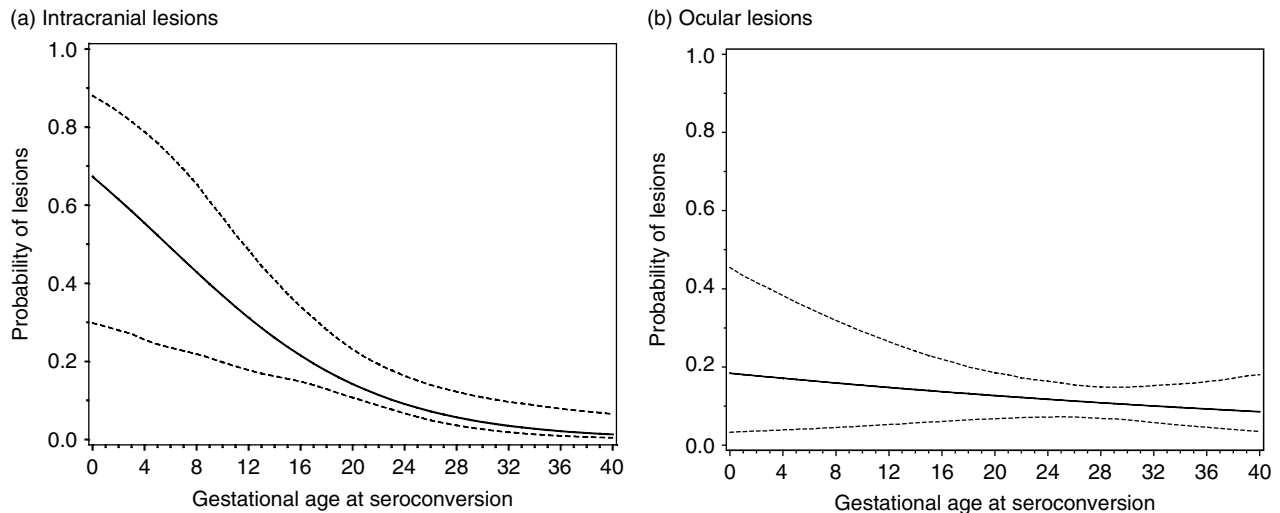 (a) Intracranial lesions
1.0
0.8
0.6
0.4
0.2
0.0
Probability of lesions
0 4 8 12 16 20 24 28 32 36 40
Gestational age at seroconversion
(b) Ocular lesions
1.0
0.8
0.6
0.4
0.2
0.0
Probability of lesions
0 4 8 12 16 20 24 28 32 36 40
Gestational age at seroconversion